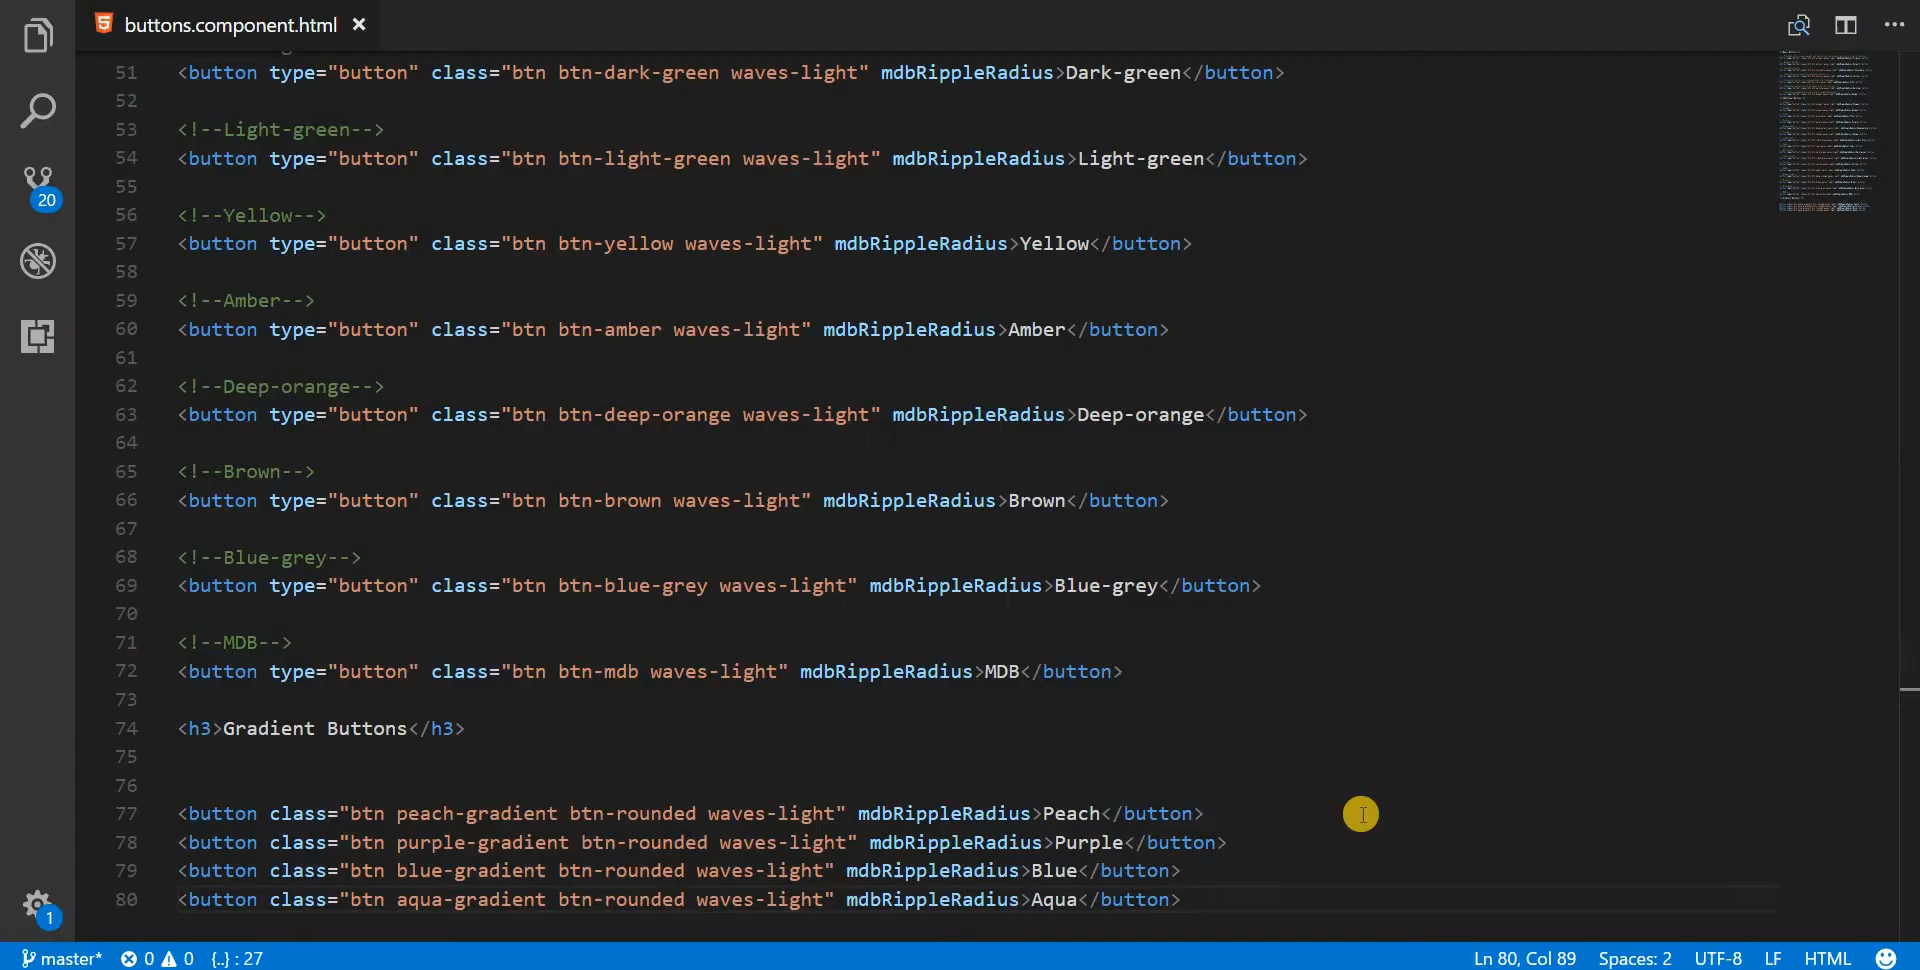 buttons.component.html ×
51 <button type="button" class="btn btn-dark-green waves-light" mdbRippleRadius>Dark-green</button>
52
53 <!--Light-green-->
54 <button type="button" class="btn btn-light-green waves-light" mdbRippleRadius>Light-green</button>
55
56 <!--Yellow-->
57 <button type="button" class="btn btn-yellow waves-light" mdbRippleRadius>Yellow</button>
58
59 <!--Amber-->
60 <button type="button" class="btn btn-amber waves-light" mdbRippleRadius>Amber</button>
61
62 <!--Deep-orange-->
63 <button type="button" class="btn btn-deep-orange waves-light" mdbRippleRadius>Deep-orange</button>
64
65 <!--Brown-->
66 <button type="button" class="btn btn-brown waves-light" mdbRippleRadius>Brown</button>
67
68 <!--Blue-grey-->
69 <button type="button" class="btn btn-blue-grey waves-light" mdbRippleRadius>Blue-grey</button>
70
71 <!--MDB-->
72 <button type="button" class="btn btn-mdb waves-light" mdbRippleRadius>MDB</button>
73
74 <h3>Gradient Buttons</h3>
75
76
77 <button class="btn peach-gradient btn-rounded waves-light" mdbRippleRadius>Peach</button>
78 <button class="btn purple-gradient btn-rounded waves-light" mdbRippleRadius>Purple</button>
79 <button class="btn blue-gradient btn-rounded waves-light" mdbRippleRadius>Blue</button>
80 <button class="btn aqua-gradient btn-rounded waves-light" mdbRippleRadius>Aqua</button>
20
1
master* 0 0 {..} : 27 Ln 80, Col 89 Spaces: 2 UTF-8 LF HTML